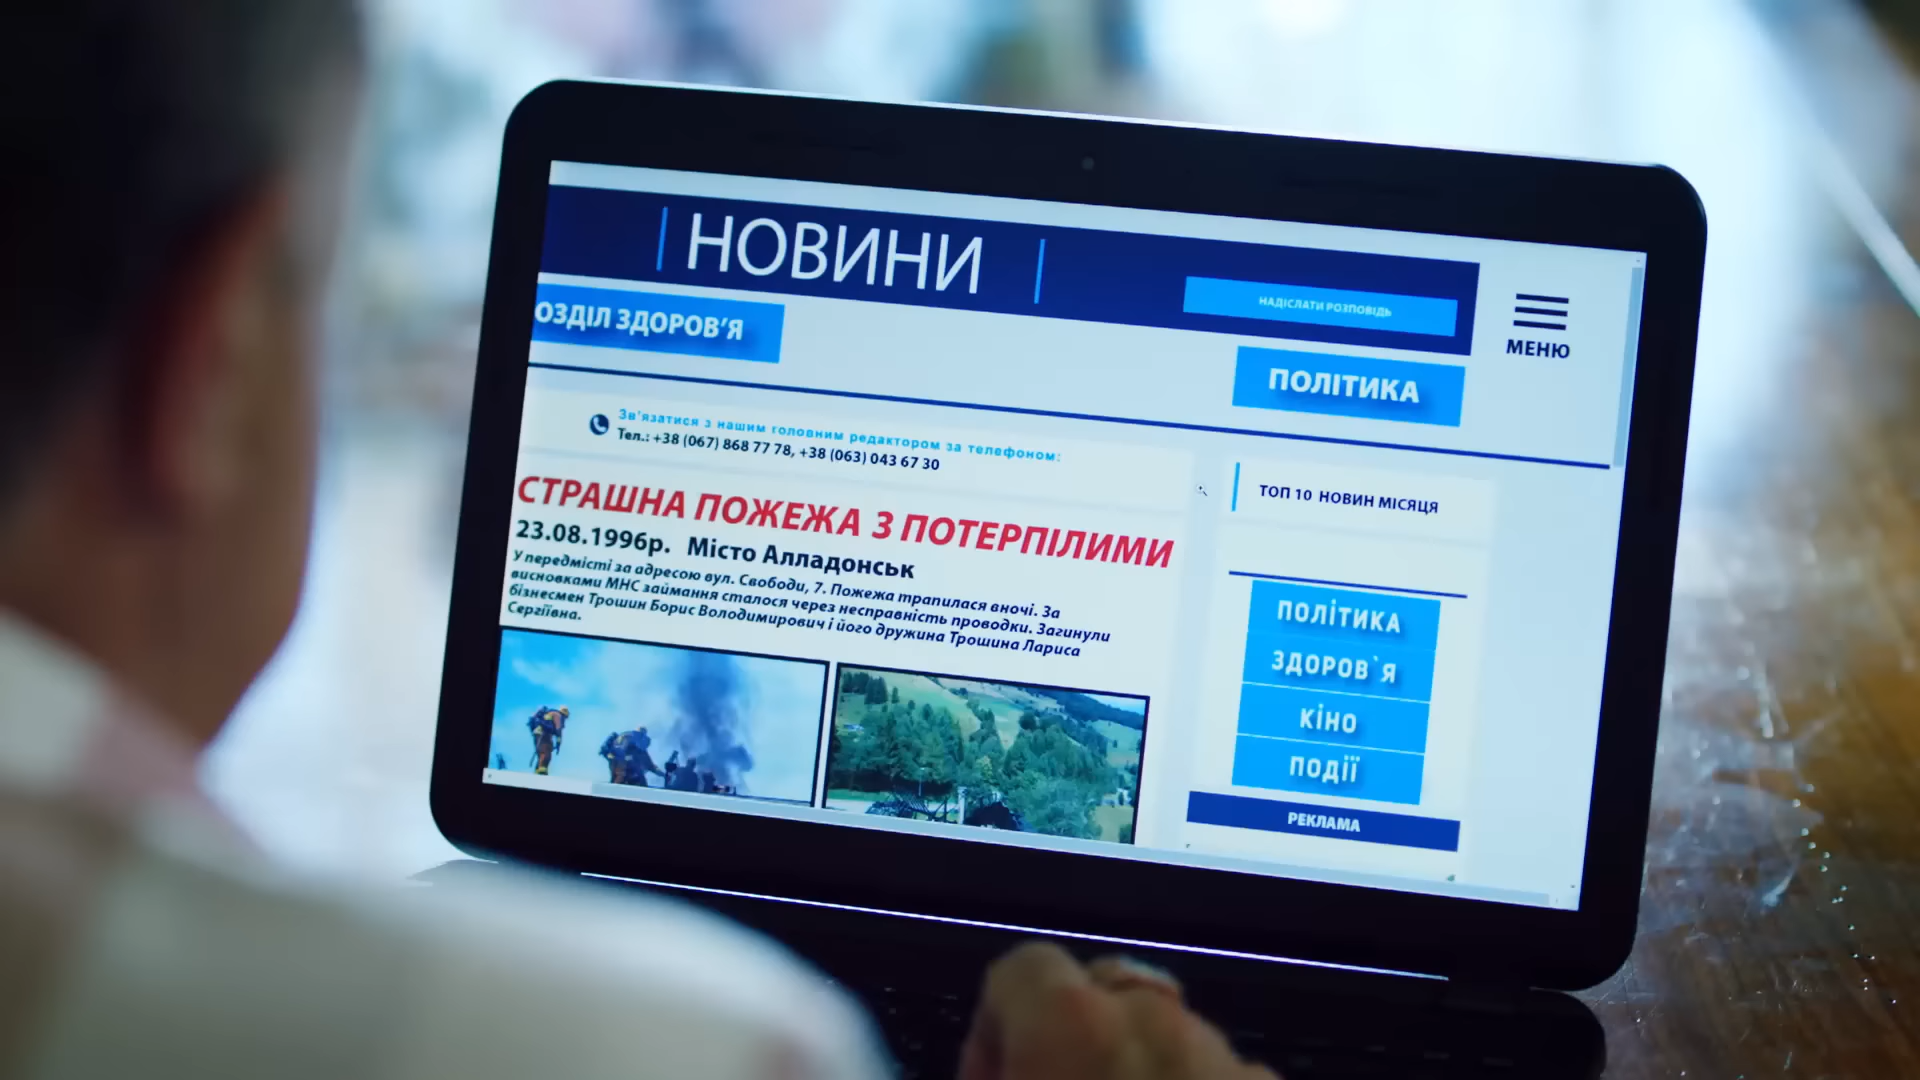 НОВИНИ
НАДІСЛАТИ РОЗПОВІДЬ
МЕНЮ
ОЗДІЛ ЗДОРОВ'Я
ПОЛІТИКА
Зв'язатися з нашим головним редактором за телефоном:
Тел.: +38 (067) 868 77 78, +38 (063) 043 67 30
СТРАШНА ПОЖЕЖА З ПОТЕРПІЛИМИ
23.08.1996р. Місто Алладонськ
У передмісті за адресою вул. Свободи, 7. Пожежа трапилася вночі. За
висновками МНС займання сталося через несправність проводки. Загинули
бізнесмен Трошин Борис Володимирович і його дружина Трошина Лариса
Сергіївна.
ТОП 10 НОВИН МІСЯЦЯ
ПОЛІТИКА
ЗДОРОВ`Я
КІНО
ПОДІЇ
РЕКЛАМА